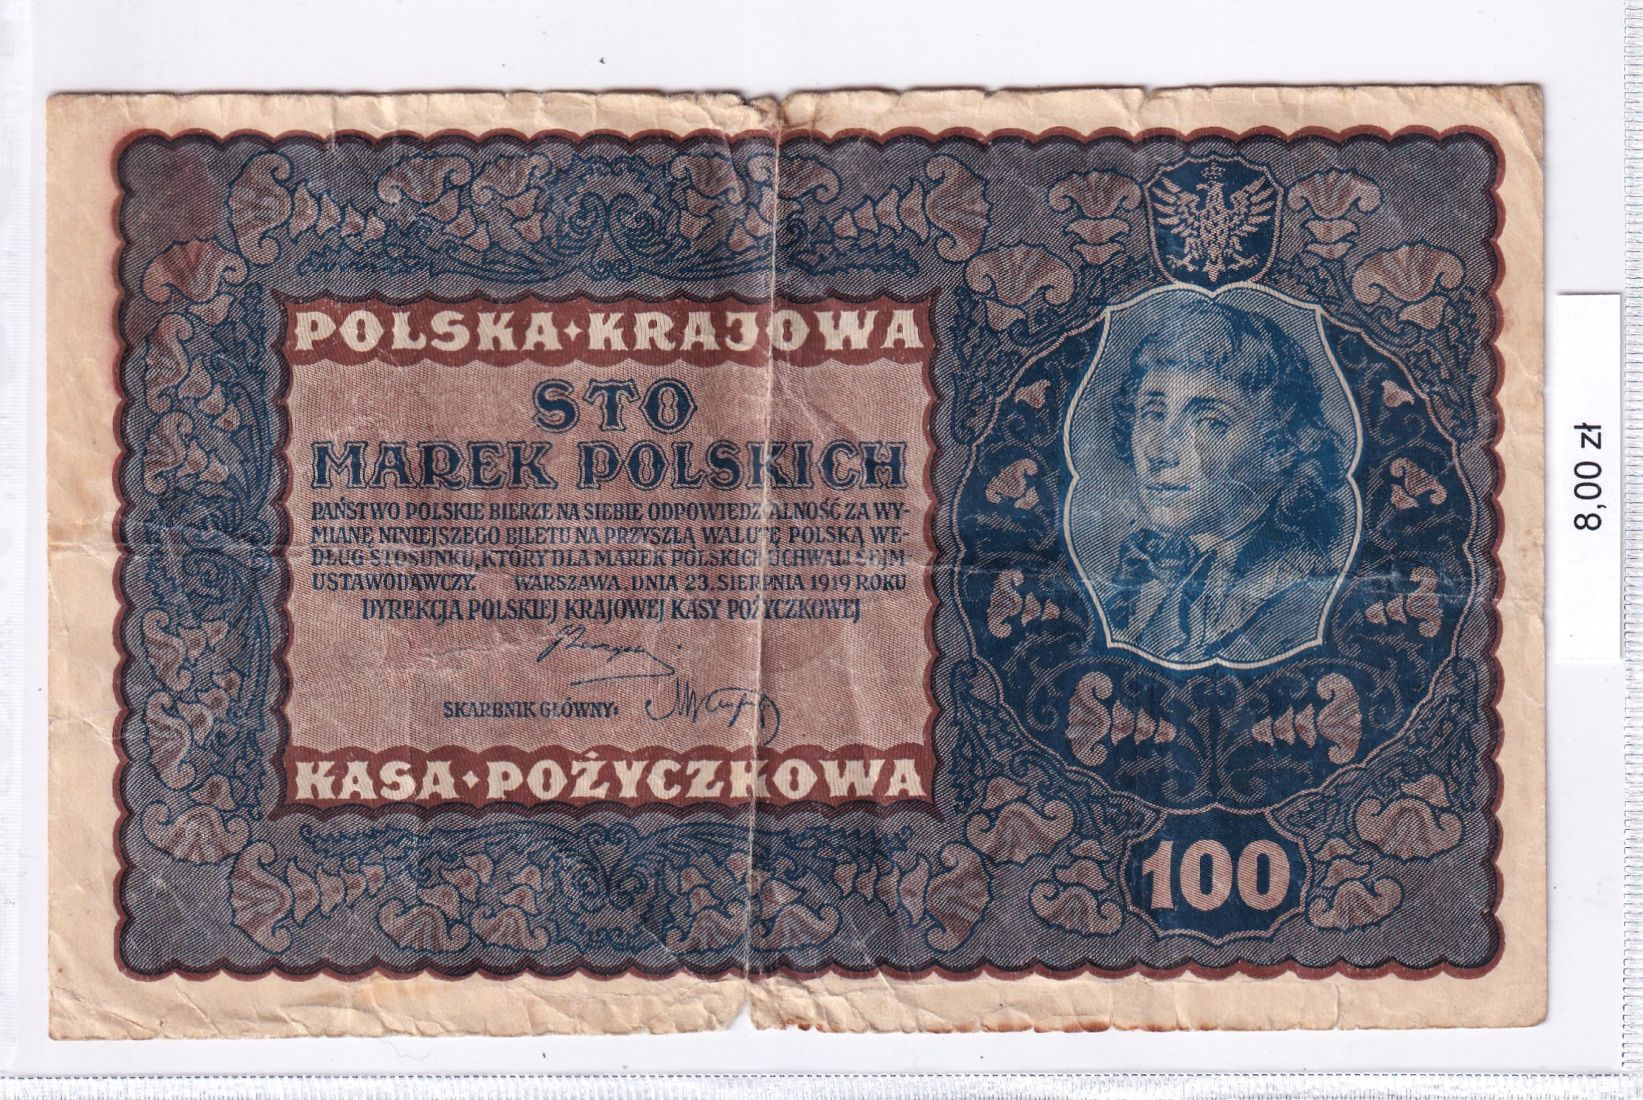 POLSKA•KRAJOWA
STO
MAREK POLSKICH
PAŃSTWO POLSKIE BIERZE NA SIEBIE ODPOWIEDZIALNOŚĆ ZA WY-
MIANĘ NINIEJSZEGO BILETU NA PRZYSZŁĄ WALUTĘ POLSKĄ WE-
DŁUG STOSUNKU, KTÓRY DLA MAREK POLSKICH UCHWALI SEJM
USTAWODAWCZY. WARSZAWA, DNIA 23. SIERPNIA 1919 ROKU
DYREKCJA POLSKIEJ KRAJOWEJ KASY POŻYCZKOWEJ
SKARBNIK GŁÓWNY:
KASA•POŻYCZKOWA
100
8,00 zł